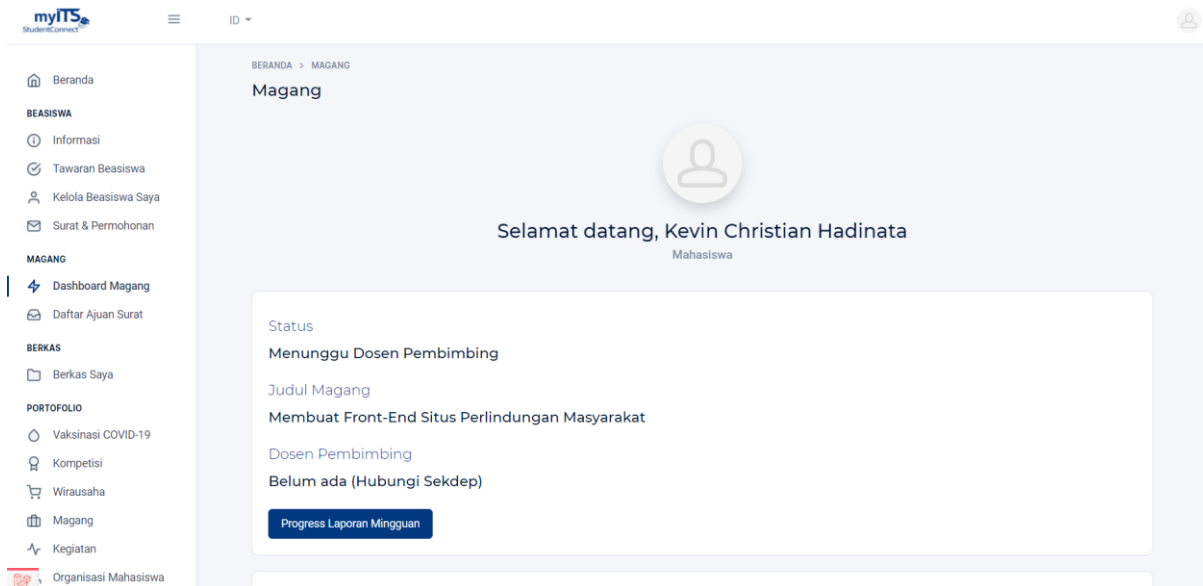 myITS
StudentConnect
ID
Beranda
BEASISWA
Informasi
Tawaran Beasiswa
Kelola Beasiswa Saya
Surat & Permohonan
MAGANG
Dashboard Magang
Daftar Ajuan Surat
BERKAS
Berkas Saya
PORTOFOLIO
Vaksinasi COVID-19
Kompetisi
Wirausaha
Magang
Kegiatan
Organisasi Mahasiswa
BERANDA > MAGANG
Magang
Selamat datang, Kevin Christian Hadinata
Mahasiswa
Status
Menunggu Dosen Pembimbing
Judul Magang
Membuat Front-End Situs Perlindungan Masyarakat
Dosen Pembimbing
Belum ada (Hubungi Sekdep)
Progress Laporan Mingguan